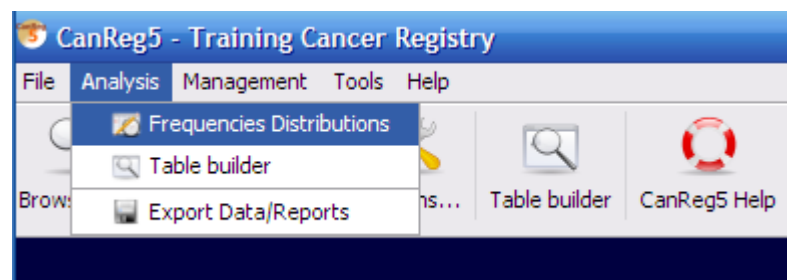 CanReg5 - Training Cancer Registry
File Analysis Management Tools Help
Frequencies Distributions
Table builder
Export Data/Reports
Table builder CanReg5 Help